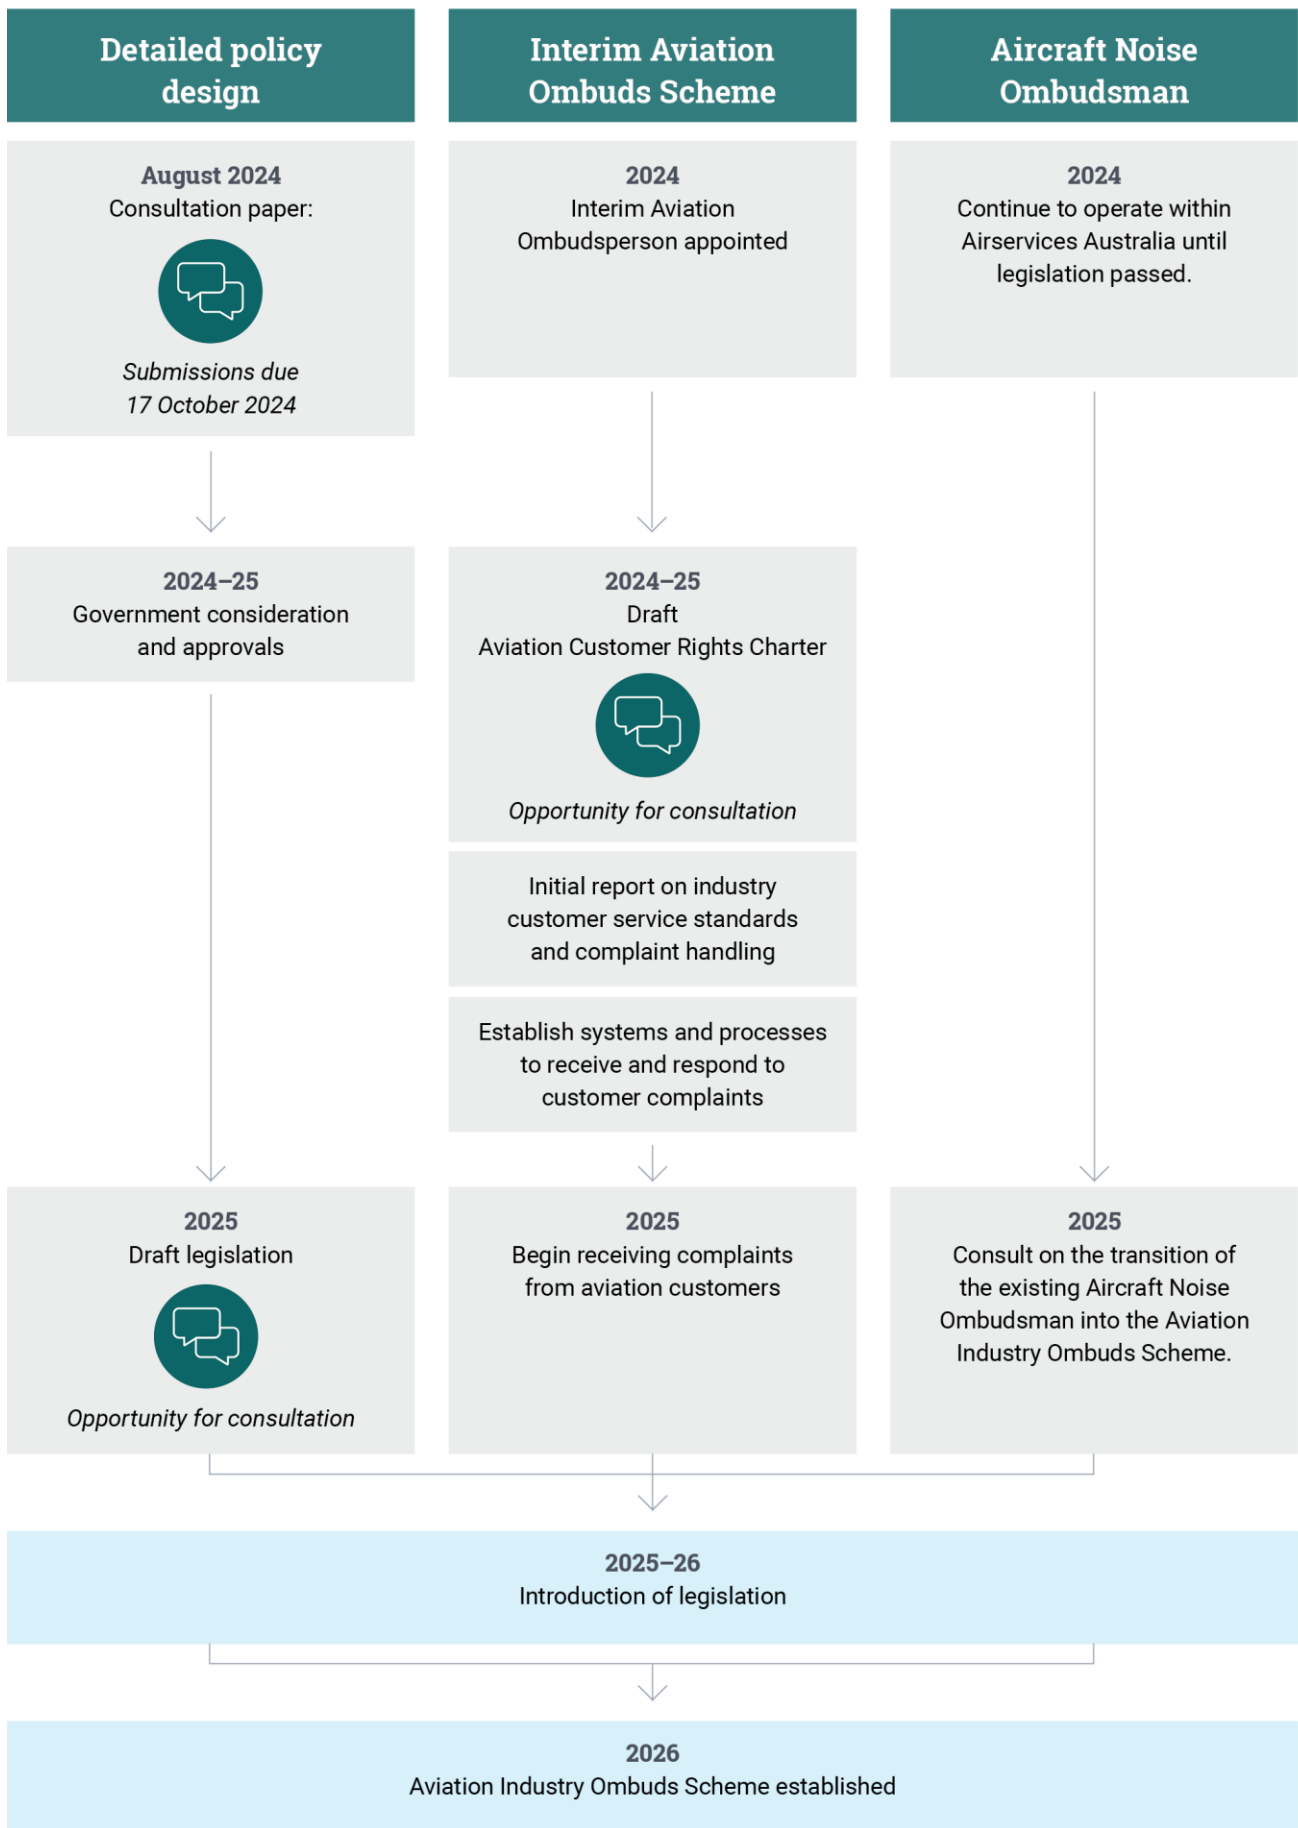 Detailed policy
design
Interim Aviation
Ombuds Scheme
Aircraft Noise
Ombudsman
August 2024
Consultation paper:
Submissions due
17 October 2024
2024
Interim Aviation
Ombudsperson appointed
2024
Continue to operate within
Airservices Australia until
legislation passed.
2024–25
Government consideration
and approvals
2024–25
Draft
Aviation Customer Rights Charter
Opportunity for consultation
Initial report on industry
customer service standards
and complaint handling
Establish systems and processes
to receive and respond to
customer complaints
2025
Draft legislation
Opportunity for consultation
2025
Begin receiving complaints
from aviation customers
2025
Consult on the transition of
the existing Aircraft Noise
Ombudsman into the Aviation
Industry Ombuds Scheme.
2025–26
Introduction of legislation
2026
Aviation Industry Ombuds Scheme established